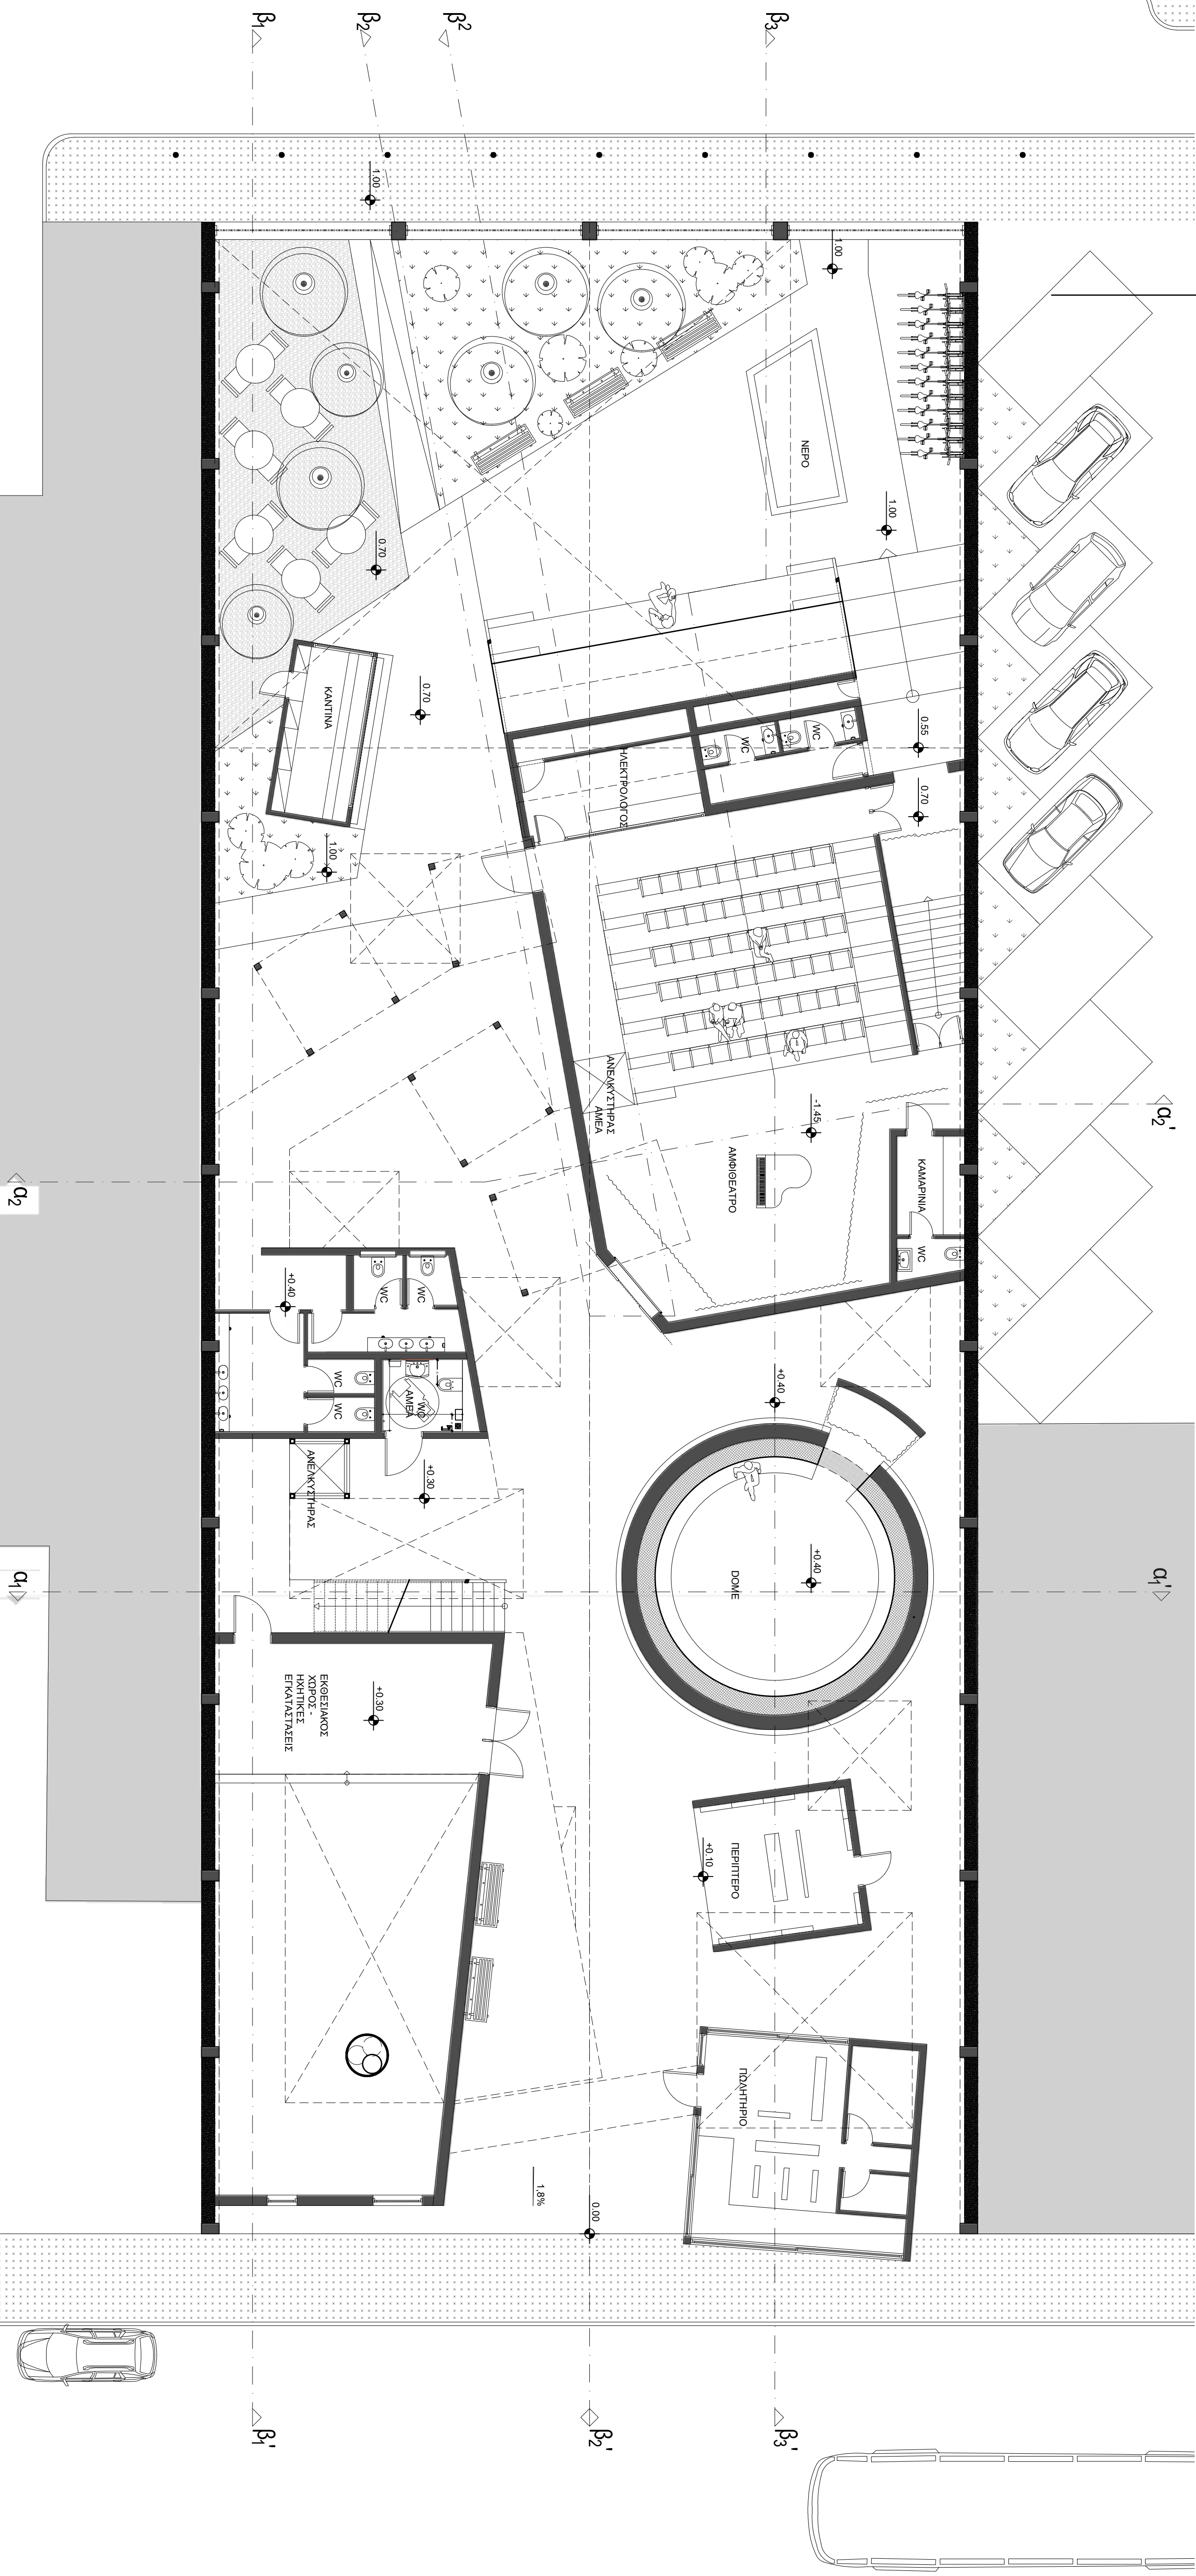 β1
β2
β2
β3
1.00
1.00
ΝΕΡΟ
1.00
0.70
ΚΑΝΤΙΝΑ
0.70
0.55
WC
WC
ΗΛΕΚΤΡΟΛΟΓΟΣ
0.70
1.00
ΑΝΕΛΚΥΣΤΗΡΑΣ
ΑΜΕΑ
-1.45
ΑΜΦΙΘΕΑΤΡΟ
ΚΑΜΑΡΙΝΙΑ
WC
α2'
α2
+0.40
WC
WC
WC
WC
WC
ΑΜΕΑ
+0.40
+0.30
ΑΝΕΛΚΥΣΤΗΡΑΣ
+0.40
DOME
α1'
α1
+0.30
ΕΚΘΕΣΙΑΚΟΣ
ΧΩΡΟΣ -
ΗΧΗΤΙΚΕΣ
ΕΓΚΑΤΑΣΤΑΣΕΙΣ
ΠΕΡΙΠΤΕΡΟ
+0.10
ΠΩΛΗΤΗΡΙΟ
1,8%
0.00
β1'
β2'
β3'